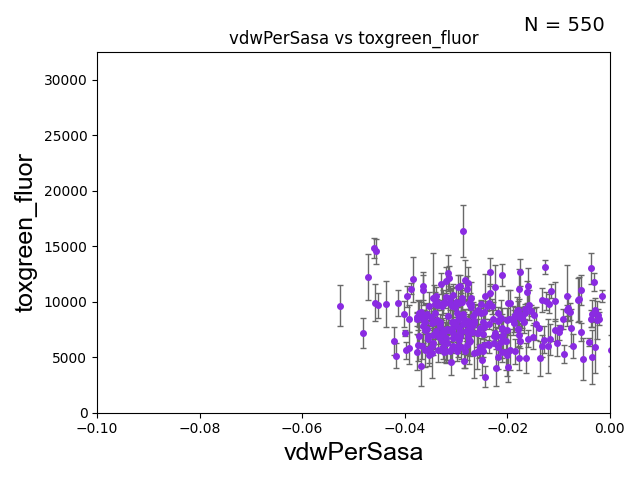 N = 550
vdwPerSasa vs toxgreen_fluor
30000
25000
20000
15000
10000
5000
0
toxgreen_fluor
−0.10 −0.08 −0.06 −0.04 −0.02 0.00
vdwPerSasa